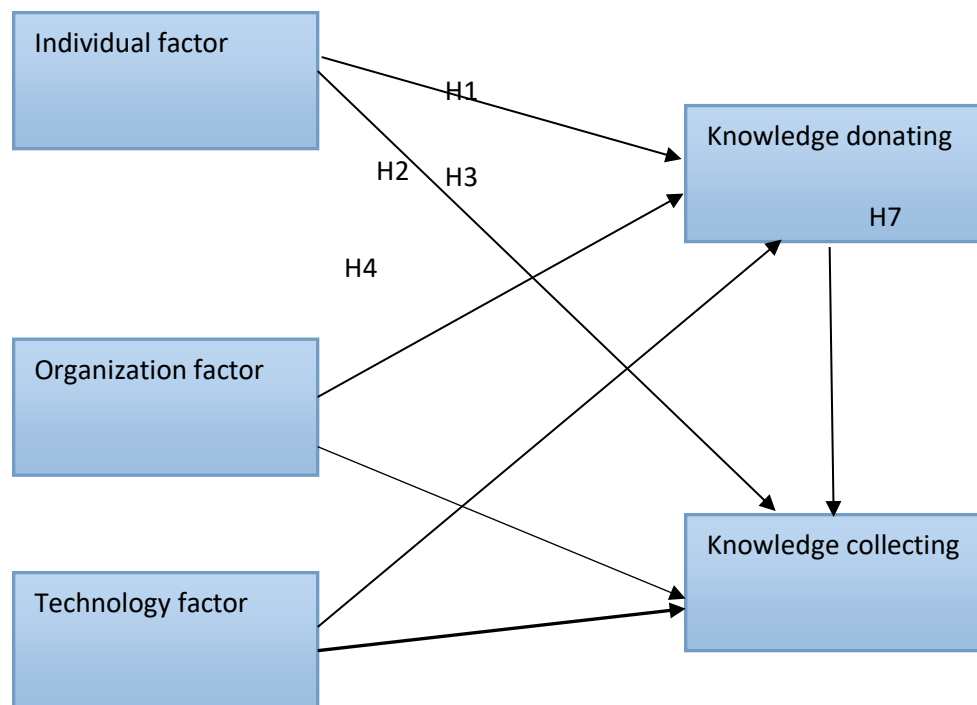 Individual factor
H1
Knowledge donating
H2
H3
H7
H4
Organization factor
Knowledge collecting
Technology factor